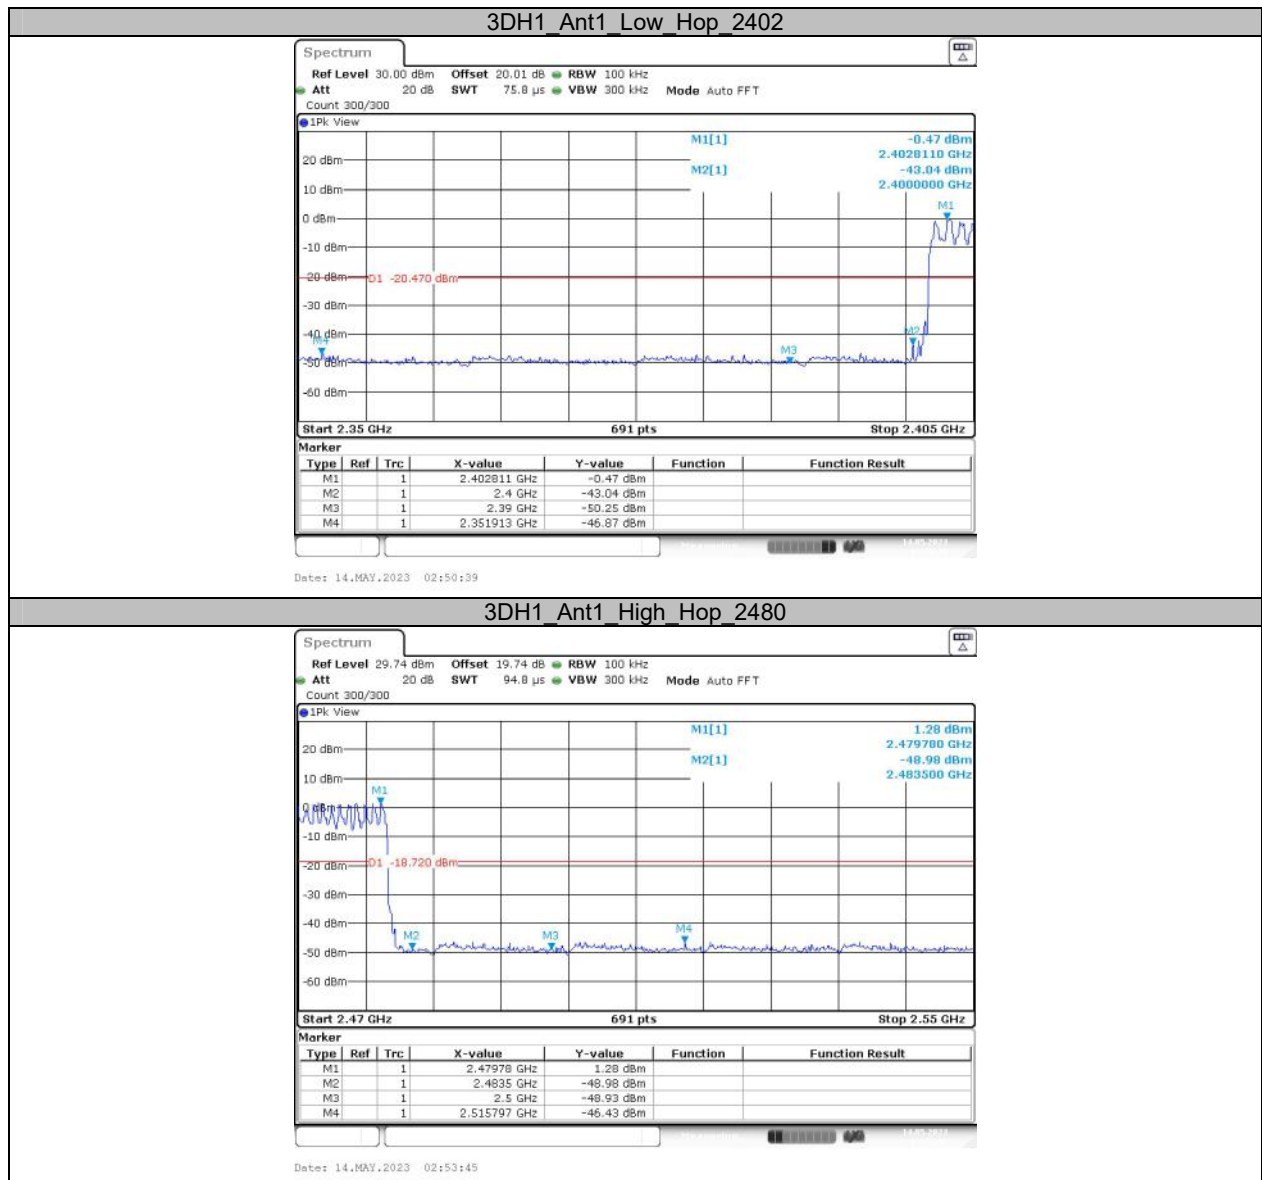 3DH1_Ant1_Low_Hop_2402
Spectrum
Ref Level 30.00 dBm Offset 20.01 dB RBW 100 kHz
Att 20 dB SWT 75.8 µs VBW 300 kHz Mode Auto FFT
Count 300/300
1Pk View
M1[1] -0.47 dBm
2.4028110 GHz
M2[1] -43.04 dBm
2.4000000 GHz
20 dBm
10 dBm
M1
0 dBm
-10 dBm
-20 dBm
D1 -20.470 dBm
-30 dBm
-40 dBm
M2
M4
M3
-50 dBm
-60 dBm
Start 2.35 GHz 691 pts Stop 2.405 GHz
Marker
Type Ref Trc X-value Y-value Function Function Result
M1 1 2.402811 GHz -0.47 dBm
M2 1 2.4 GHz -43.04 dBm
M3 1 2.39 GHz -50.25 dBm
M4 1 2.351913 GHz -46.87 dBm
Date: 14.MAY.2023 02:50:39
3DH1_Ant1_High_Hop_2480
Spectrum
Ref Level 29.74 dBm Offset 19.74 dB RBW 100 kHz
Att 20 dB SWT 94.8 µs VBW 300 kHz Mode Auto FFT
Count 300/300
1Pk View
M1[1] 1.28 dBm
2.479780 GHz
M2[1] -48.98 dBm
2.483500 GHz
20 dBm
10 dBm
M1
0 dBm
-10 dBm
-20 dBm
D1 -18.720 dBm
-30 dBm
-40 dBm
M2 M3 M4
-50 dBm
-60 dBm
Start 2.47 GHz 691 pts Stop 2.55 GHz
Marker
Type Ref Trc X-value Y-value Function Function Result
M1 1 2.47978 GHz 1.28 dBm
M2 1 2.4835 GHz -48.98 dBm
M3 1 2.5 GHz -48.93 dBm
M4 1 2.515797 GHz -46.43 dBm
Date: 14.MAY.2023 02:53:45